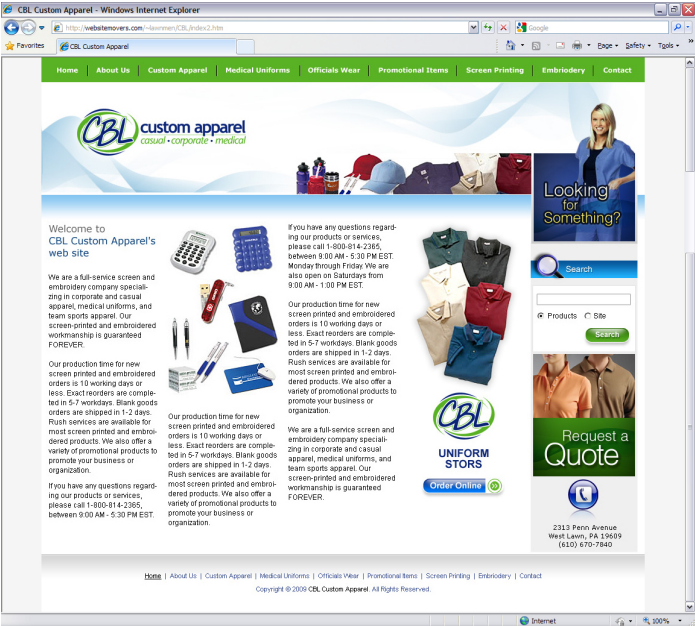 CBL Custom Apparel - Windows Internet Explorer
http://websitemovers.com/~lawnmen/CBL/index2.htm
Google
Favorites
CBL Custom Apparel
Page
Safety
Tools
Home
About Us
Custom Apparel
Medical Uniforms
Officials Wear
Promotional Items
Screen Printing
Embriodery
Contact
CBL custom apparel
casual • corporate • medical
Looking
for
Something?
Welcome to
CBL Custom Apparel's
web site
We are a full-service screen and
embroidery company speciali-
zing in corporate and casual
apparel, medical uniforms, and
team sports apparel. Our
screen-printed and embroidered
workmanship is guaranteed
FOREVER.
Our production time for new
screen printed and embroidered
orders is 10 working days or
less. Exact reorders are comple-
ted in 5-7 workdays. Blank goods
orders are shipped in 1-2 days.
Rush services are available for
most screen printed and embroi-
dered products. We also offer a
variety of promotional products to
promote your business or
organization.
If you have any questions regard-
ing our products or services,
please call 1-800-814-2365,
between 9:00 AM - 5:30 PM EST.
Our production time for new
screen printed and embroidered
orders is 10 working days or
less. Exact reorders are comple-
ted in 5-7 workdays. Blank goods
orders are shipped in 1-2 days.
Rush services are available for
most screen printed and embroi-
dered products. We also offer a
variety of promotional products to
promote your business or
organization.
If you have any questions regard-
ing our products or services,
please call 1-800-814-2365,
between 9:00 AM - 5:30 PM EST.
Monday through Friday. We are
also open on Saturdays from
9:00 AM - 1:00 PM EST.
Our production time for new
screen printed and embroidered
orders is 10 working days or
less. Exact reorders are comple-
ted in 5-7 workdays. Blank goods
orders are shipped in 1-2 days.
Rush services are available for
most screen printed and embroi-
dered products. We also offer a
variety of promotional products to
promote your business or
organization.
We are a full-service screen and
embroidery company speciali-
zing in corporate and casual
apparel, medical uniforms, and
team sports apparel. Our
screen-printed and embroidered
workmanship is guaranteed
FOREVER.
CBL
UNIFORM
STORS
Order Online
Search
Products Site
Search
Request a
Quote
2313 Penn Avenue
West Lawn, PA 19609
(610) 670-7840
Home | About Us | Custom Apparel | Medical Uniforms | Officials Wear | Promotional Items | Screen Printing | Embriodery | Contact
Copyright © 2009 CBL Custom Apparel. All Rights Reserved.
Internet
100%